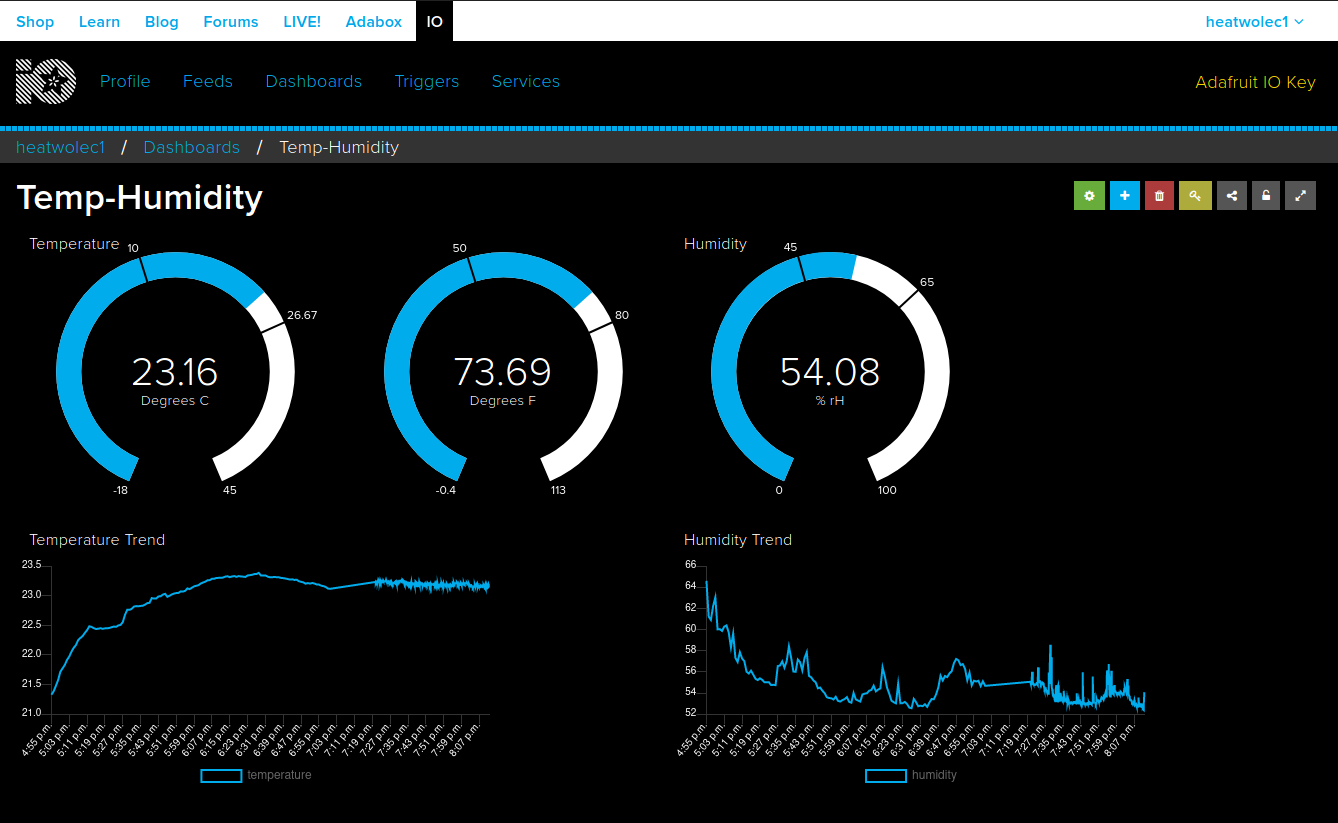 Shop Learn Blog Forums LIVE! Adabox IO heatwolec1
IO Profile Feeds Dashboards Triggers Services Adafruit IO Key
heatwolec1 / Dashboards / Temp-Humidity
Temp-Humidity
Temperature
10
26.67
23.16
Degrees C
-18
45
50
80
73.69
Degrees F
-0.4
113
Humidity
45
65
54.08
% rH
0
100
Temperature Trend
23.5
23.0
22.5
22.0
21.5
21.0
4:55 p.m. 5:03 p.m. 5:11 p.m. 5:19 p.m. 5:27 p.m. 5:35 p.m. 5:43 p.m. 5:51 p.m. 5:59 p.m. 6:07 p.m. 6:15 p.m. 6:23 p.m. 6:31 p.m. 6:39 p.m. 6:47 p.m. 6:55 p.m. 7:03 p.m. 7:11 p.m. 7:19 p.m. 7:27 p.m. 7:35 p.m. 7:43 p.m. 7:51 p.m. 7:59 p.m. 8:07 p.m.
temperature
Humidity Trend
66
64
62
60
58
56
54
52
4:55 p.m. 5:03 p.m. 5:11 p.m. 5:19 p.m. 5:27 p.m. 5:35 p.m. 5:43 p.m. 5:51 p.m. 5:59 p.m. 6:07 p.m. 6:15 p.m. 6:23 p.m. 6:31 p.m. 6:39 p.m. 6:47 p.m. 6:55 p.m. 7:03 p.m. 7:11 p.m. 7:19 p.m. 7:27 p.m. 7:35 p.m. 7:43 p.m. 7:51 p.m. 7:59 p.m. 8:07 p.m.
humidity